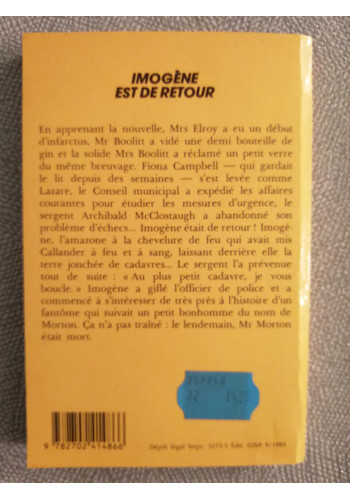 IMOGÈNE
EST DE RETOUR
En apprenant la nouvelle, Mrs Elroy a eu un début
d'infarctus, Mr Boolitt a vidé une demi bouteille de
gin et la solide Mrs Boolitt a réclamé un petit verre
du même breuvage. Fiona Campbell — qui gardait
le lit depuis des semaines — s'est levée comme
Lazare, le Conseil municipal a expédié les affaires
courantes pour étudier les mesures d'urgence, le
sergent Archibald McClostaugh a abandonné son
problème d'échecs... Imogène était de retour ! Imogè-
ne, l'amazone à la chevelure de feu qui avait mis
Callander à feu et à sang, laissant derrière elle la
terre jonchée de cadavres... Le sergent l'a prévenue
tout de suite : « Au plus petit cadavre, je vous
boucle. » Imogène a giflé l'officier de police et a
commencé à s'intéresser de très près à l'histoire d'un
fantôme qui suivait un petit bonhomme du nom de
Morton. Ça n'a pas traîné : le lendemain, Mr Morton
était mort.
9 782702 414866